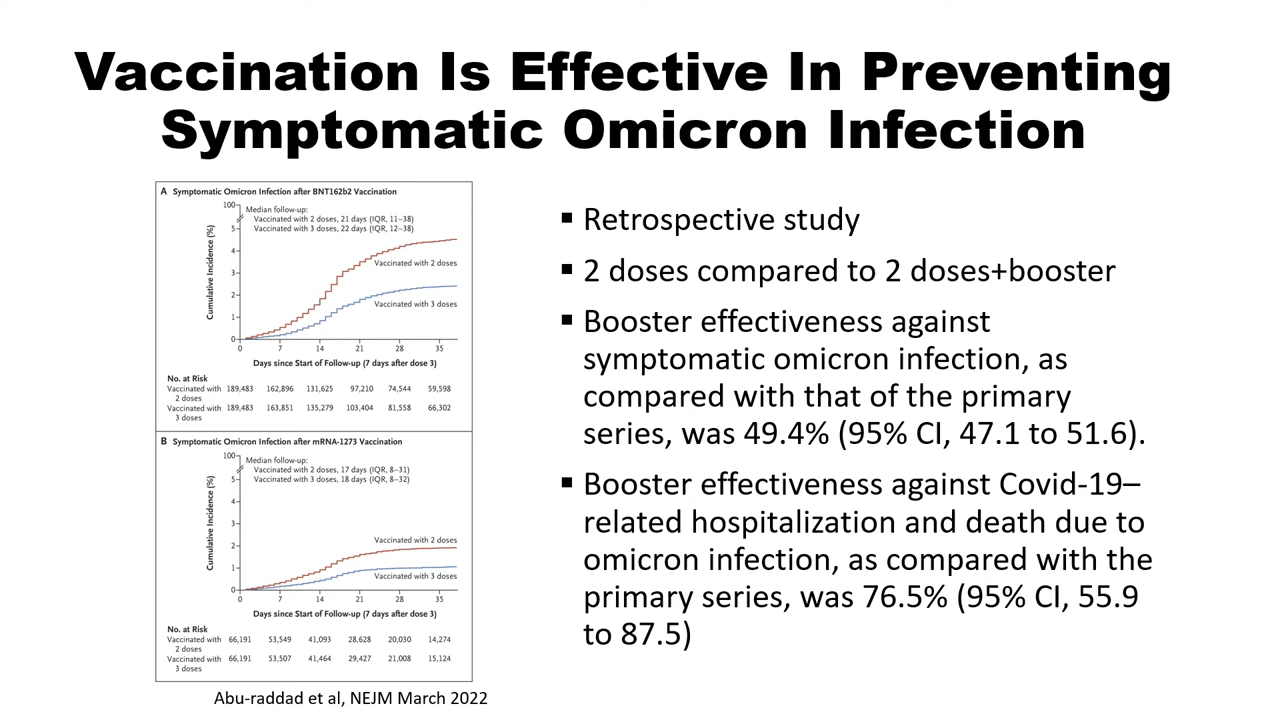 Vaccination Is Effective In Preventing
Symptomatic Omicron Infection
A Symptomatic Omicron Infection after BNT162b2 Vaccination
Median follow-up:
Vaccinated with 2 doses, 21 days (IQR, 11–38)
Vaccinated with 3 doses, 22 days (IQR, 12–38)
Cumulative Incidence (%)
100
5
4
3
2
1
0
Vaccinated with 2 doses
Vaccinated with 3 doses
0 7 14 21 28 35
Days since Start of Follow-up (7 days after dose 3)
No. at Risk
Vaccinated with 2 doses 189,483 162,896 131,625 97,210 74,544 59,598
Vaccinated with 3 doses 189,483 163,851 135,279 103,404 81,558 66,302
B Symptomatic Omicron Infection after mRNA-1273 Vaccination
Median follow-up:
Vaccinated with 2 doses, 17 days (IQR, 8–31)
Vaccinated with 3 doses, 18 days (IQR, 8–32)
Cumulative Incidence (%)
100
5
4
3
2
1
0
Vaccinated with 2 doses
Vaccinated with 3 doses
0 7 14 21 28 35
Days since Start of Follow-up (7 days after dose 3)
No. at Risk
Vaccinated with 2 doses 66,191 53,549 41,093 28,628 20,030 14,274
Vaccinated with 3 doses 66,191 53,507 41,464 29,427 21,008 15,124
Abu-raddad et al, NEJM March 2022
▪ Retrospective study
▪ 2 doses compared to 2 doses+booster
▪ Booster effectiveness against
symptomatic omicron infection, as
compared with that of the primary
series, was 49.4% (95% CI, 47.1 to 51.6).
▪ Booster effectiveness against Covid-19–
related hospitalization and death due to
omicron infection, as compared with the
primary series, was 76.5% (95% CI, 55.9
to 87.5)